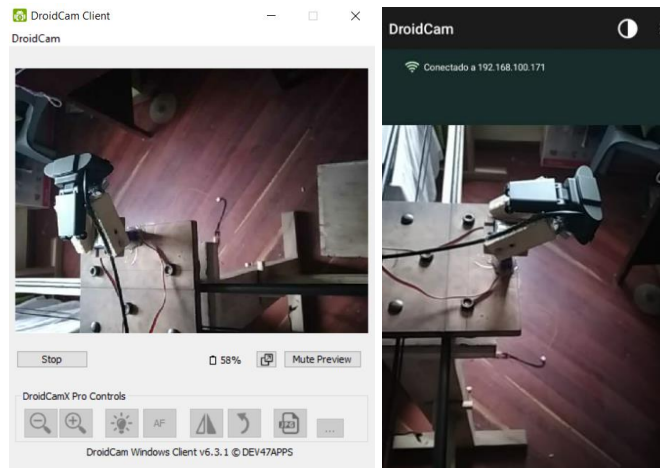 DroidCam Client
DroidCam
Stop
58%
Mute Preview
DroidCamX Pro Controls
AF
JPG
...
DroidCam Windows Client v6.3.1 © DEV47APPS
DroidCam
Conectado a 192.168.100.171